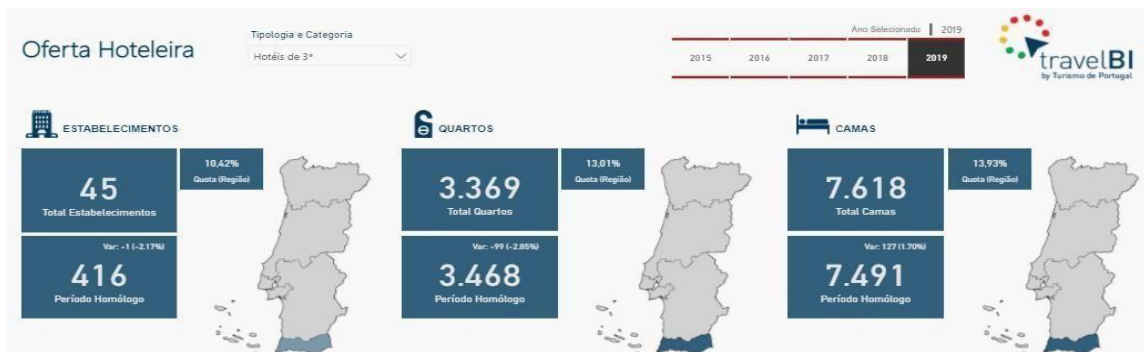 Oferta Hoteleira
Tipologia e Categoria
Hotéis de 3*
Ano Selecionado | 2019
2015 2016 2017 2018 2019
travelBI
by Turismo de Portugal
ESTABELECIMENTOS
45
Total Estabelecimentos
10,42%
Quota (Região)
Var: -1 (-2.17%)
416
Período Homólogo
QUARTOS
3.369
Total Quartos
13,01%
Quota (Região)
Var: -99 (-2.85%)
3.468
Período Homólogo
CAMAS
7.618
Total Camas
13,93%
Quota (Região)
Var: 127 (1.70%)
7.491
Período Homólogo